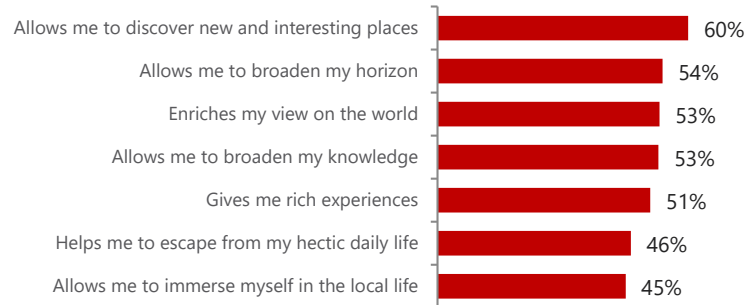 Allows me to discover new and interesting places 60%
Allows me to broaden my horizon 54%
Enriches my view on the world 53%
Allows me to broaden my knowledge 53%
Gives me rich experiences 51%
Helps me to escape from my hectic daily life 46%
Allows me to immerse myself in the local life 45%